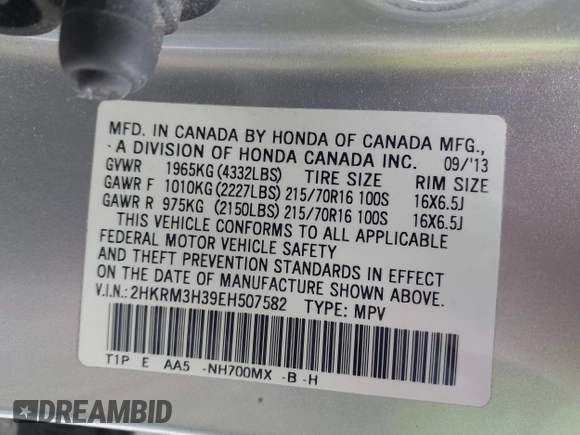 MFD. IN CANADA BY HONDA OF CANADA MFG.,
A DIVISION OF HONDA CANADA INC. 09/'13
GVWR 1965KG (4332LBS) TIRE SIZE RIM SIZE
GAWR F 1010KG (2227LBS) 215/70R16 100S 16X6.5J
GAWR R 975KG (2150LBS) 215/70R16 100S 16X6.5J
THIS VEHICLE CONFORMS TO ALL APPLICABLE
FEDERAL MOTOR VEHICLE SAFETY
AND THEFT PREVENTION STANDARDS IN EFFECT
ON THE DATE OF MANUFACTURE SHOWN ABOVE.
V.I.N.: 2HKRM3H39EH507582 TYPE: MPV
T1P E AA5 -NH700MX -B -H
DREAMBID